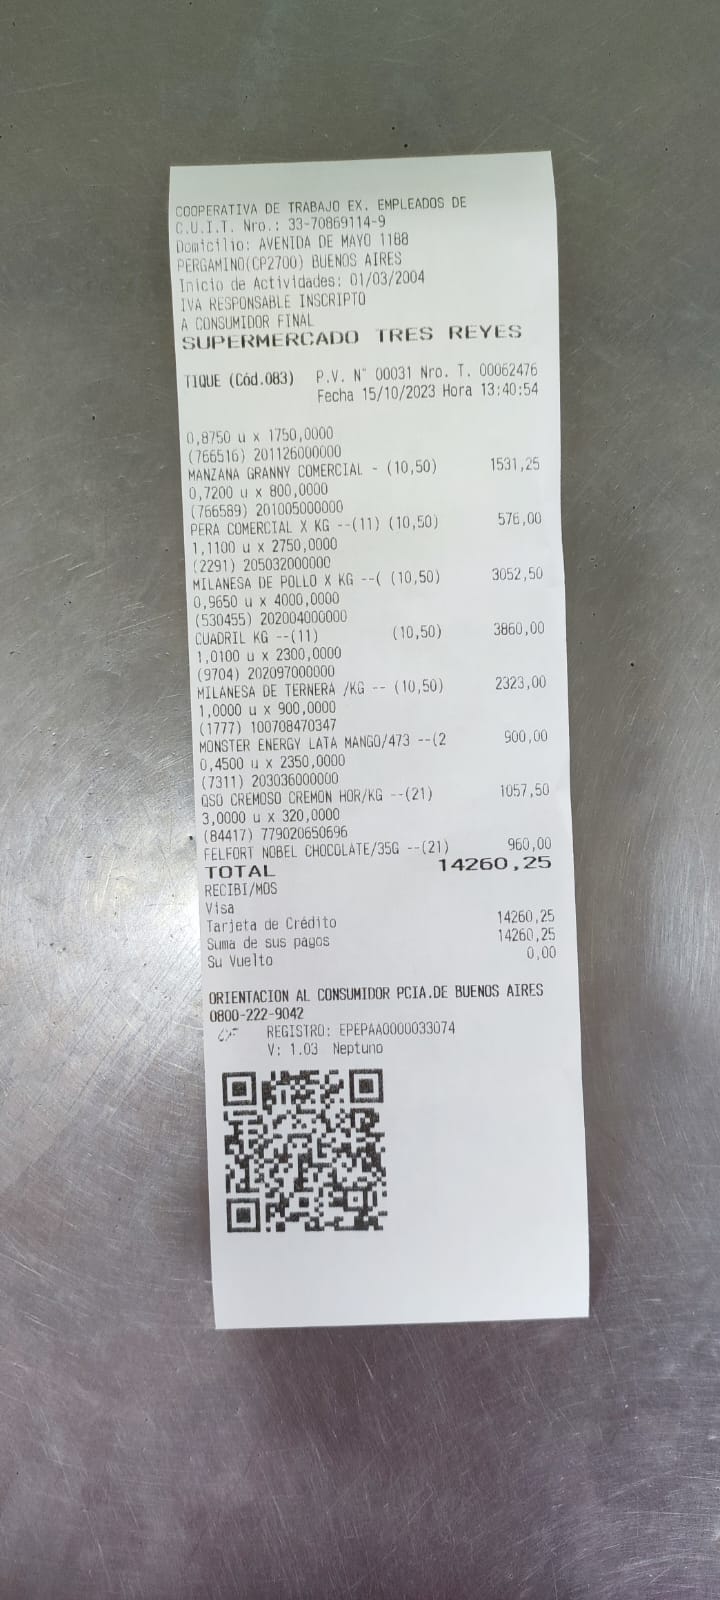 COOPERATIVA DE TRABAJO EX. EMPLEADOS DE
C.U.I.T. Nro.: 33-70869114-9
Domicilio: AVENIDA DE MAYO 1188
PERGAMINO(CP2700) BUENOS AIRES
Inicio de Actividades: 01/03/2004
IVA RESPONSABLE INSCRIPTO
A CONSUMIDOR FINAL
SUPERMERCADO TRES REYES
TIQUE (Cód.083) P.V. N° 00031 Nro. T. 00062476
Fecha 15/10/2023 Hora 13:40:54
0,8750 u x 1750,0000
(766516) 201126000000
MANZANA GRANNY COMERCIAL - (10,50) 1531,25
0,7200 u x 800,0000
(766589) 201005000000
PERA COMERCIAL X KG --(11) (10,50) 576,00
1,1100 u x 2750,0000
(2291) 205032000000
MILANESA DE POLLO X KG --( (10,50) 3052,50
0,9650 u x 4000,0000
(530455) 202004000000
CUADRIL KG --(11) (10,50) 3860,00
1,0100 u x 2300,0000
(9704) 202097000000
MILANESA DE TERNERA /KG -- (10,50) 2323,00
1,0000 u x 900,0000
(1777) 100708470347
MONSTER ENERGY LATA MANGO/473 --(2 900,00
0,4500 u x 2350,0000
(7311) 203036000000
QSO CREMOSO CREMON HOR/KG --(21) 1057,50
3,0000 u x 320,0000
(84417) 779020650696
FELFORT NOBEL CHOCOLATE/35G --(21) 960,00
TOTAL 14260,25
RECIBI/MOS
Visa
Tarjeta de Crédito 14260,25
Suma de sus pagos 14260,25
Su Vuelto 0,00
ORIENTACION AL CONSUMIDOR PCIA.DE BUENOS AIRES
0800-222-9042
CF REGISTRO: EPEPAA0000033074
V: 1.03 Neptuno